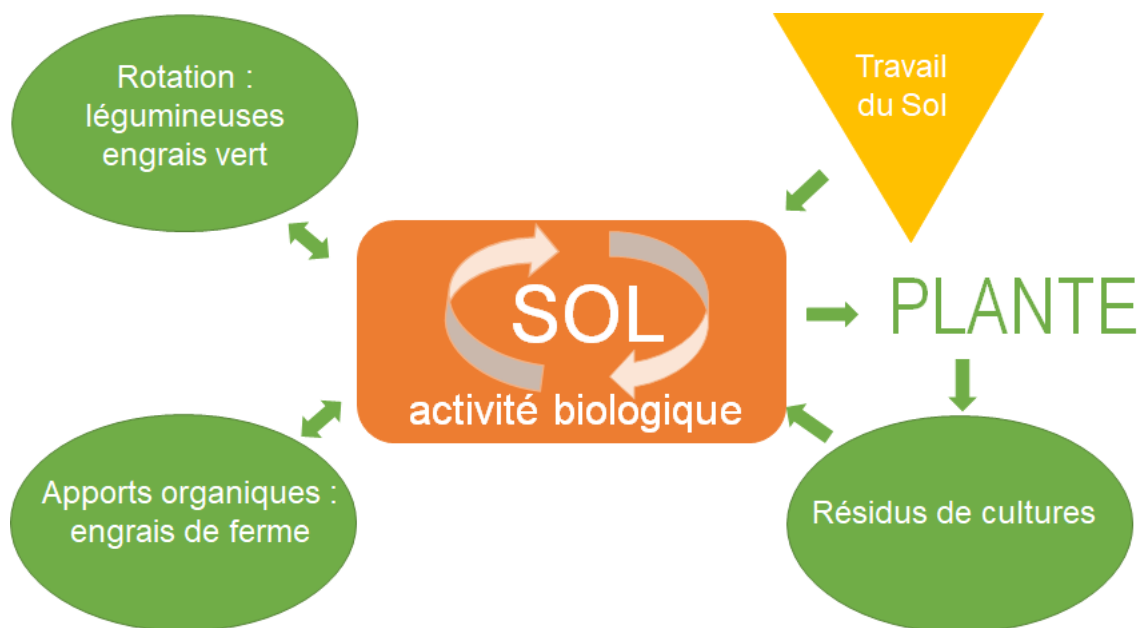 Rotation :
légumineuses
engrais vert
Travail
du Sol
SOL
activité biologique
PLANTE
Apports organiques :
engrais de ferme
Résidus de cultures